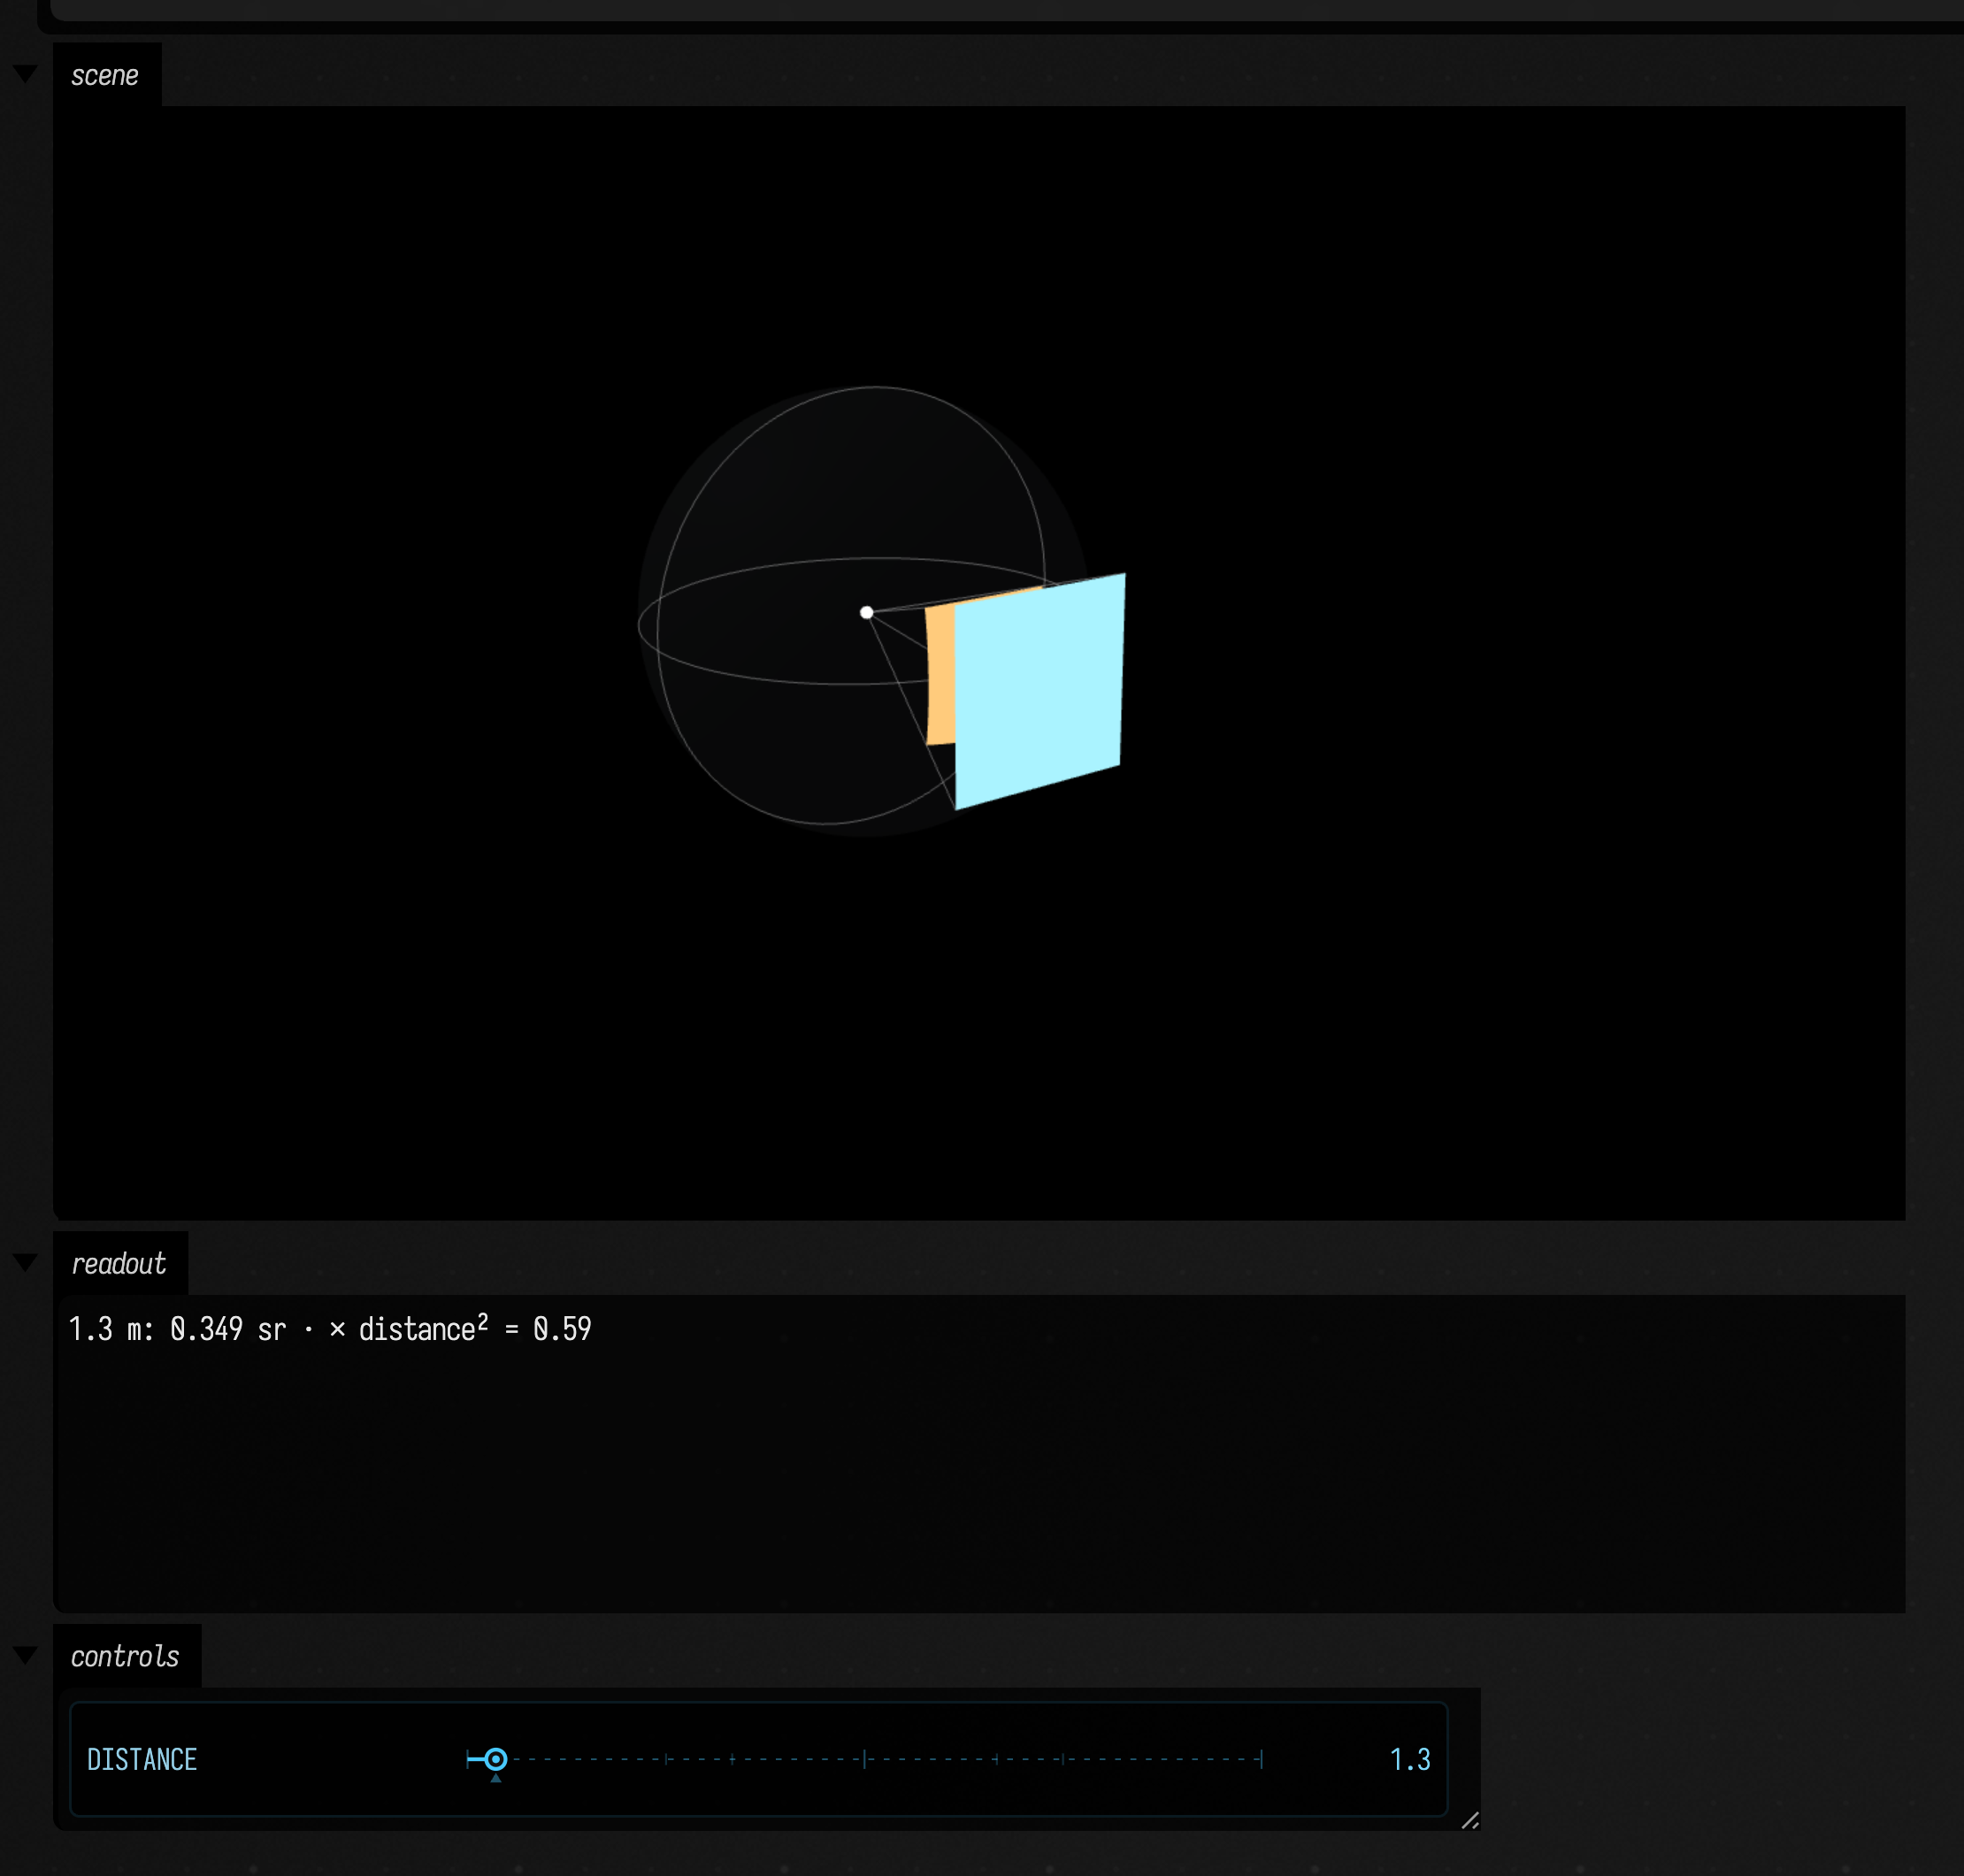 scene
readout
1.3 m: 0.349 sr · × distance² = 0.59
controls
DISTANCE 1.3